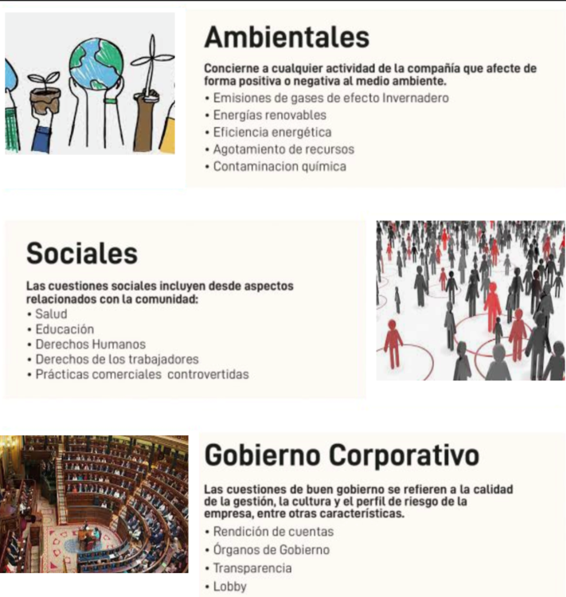 Ambientales
Concierne a cualquier actividad de la compañía que afecte de
forma positiva o negativa al medio ambiente.
• Emisiones de gases de efecto Invernadero
• Energías renovables
• Eficiencia energética
• Agotamiento de recursos
• Contaminacion química
Sociales
Las cuestiones sociales incluyen desde aspectos
relacionados con la comunidad:
• Salud
• Educación
• Derechos Humanos
• Derechos de los trabajadores
• Prácticas comerciales controvertidas
Gobierno Corporativo
Las cuestiones de buen gobierno se refieren a la calidad
de la gestión, la cultura y el perfil de riesgo de la
empresa, entre otras características.
• Rendición de cuentas
• Órganos de Gobierno
• Transparencia
• Lobby